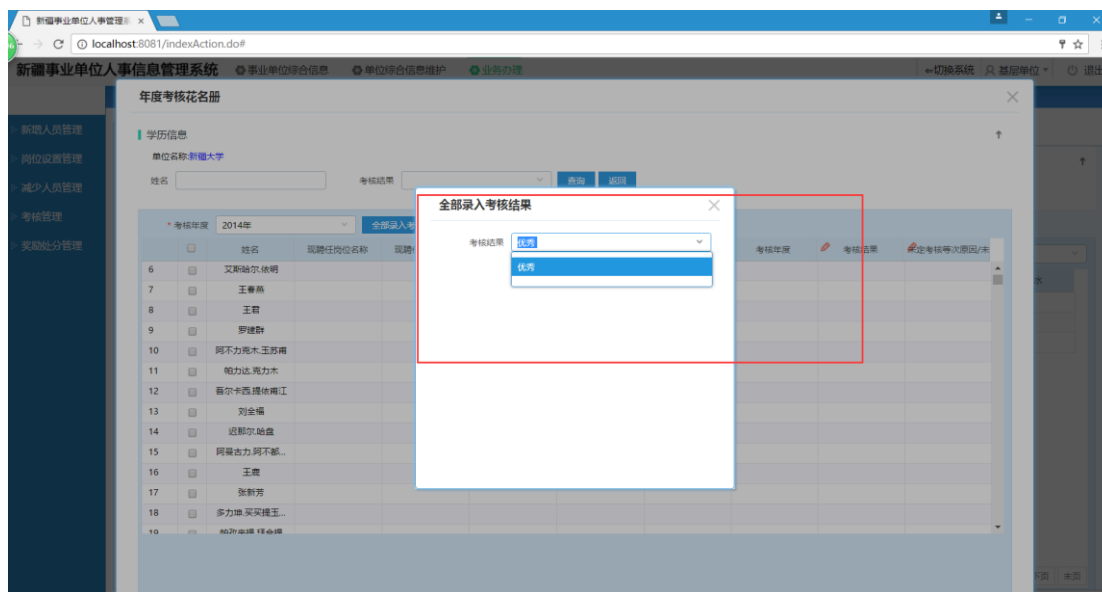 新疆事业单位人事管理系 ×
localhost:8081/indexAction.do#
新疆事业单位人事信息管理系统 事业单位综合信息 单位综合信息维护 业务办理 切换系统 基层单位 退出
年度考核花名册
新增人员管理
学历信息
单位名称:新疆大学
岗位设置管理
姓名 考核结果 查询 返回
减少人员管理
全部录入考核结果
考核管理
* 考核年度 2014年 全部录入考
考核结果 优秀
奖励处分管理
姓名 现聘任岗位名称 现聘 考核年度 考核结果 未定考核等次原因/未
优秀
6 艾斯哈尔.依明
7 王春燕
8 王君
9 罗建群
10 阿不力克木.玉苏甫
11 帕力达.克力木
12 吾尔卡西.提依甫江
13 刘全福
14 迟那尔.哈盘
15 阿曼古力.阿不都...
16 王鹿
17 张新芳
18 多力坤.买买提玉...
19
下页 末页